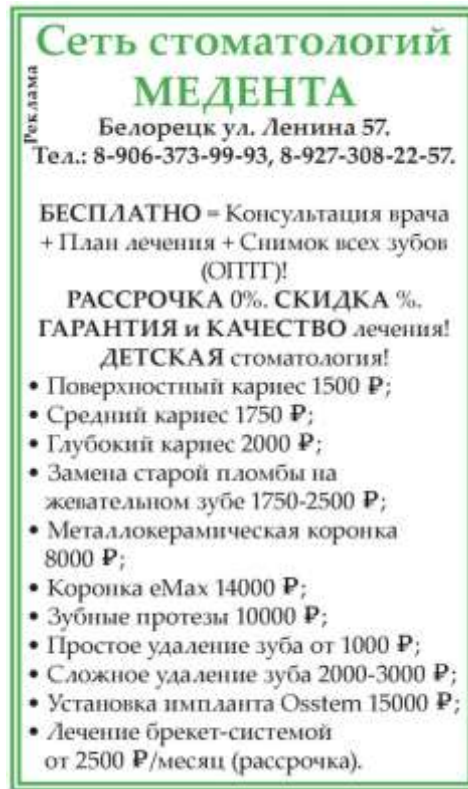 Сеть стоматологий
МЕДЕНТА
Реклама
Белорецк ул. Ленина 57.
Тел.: 8-906-373-99-93, 8-927-308-22-57.
БЕСПЛАТНО = Консультация врача
+ План лечения + Снимок всех зубов
(ОПТГ)!
РАССРОЧКА 0%. СКИДКА %.
ГАРАНТИЯ и КАЧЕСТВО лечения!
ДЕТСКАЯ стоматология!
• Поверхностный кариес 1500 ₽;
• Средний кариес 1750 ₽;
• Глубокий кариес 2000 ₽;
• Замена старой пломбы на
жевательном зубе 1750-2500 ₽;
• Металлокерамическая коронка
8000 ₽;
• Коронка eMax 14000 ₽;
• Зубные протезы 10000 ₽;
• Простое удаление зуба от 1000 ₽;
• Сложное удаление зуба 2000-3000 ₽;
• Установка импланта Osstem 15000 ₽;
• Лечение брекет-системой
от 2500 ₽/месяц (рассрочка).